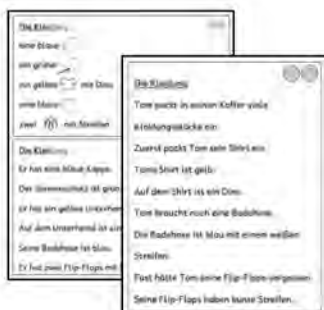 Die Kleidung
eine blaue
ein grüner
ein gelbes mit Dino
eine blaue
zwei mit Streifen
Die Kleidung
Er hat eine blaue Kappe.
Der Sonnenschutz ist grün
Er hat ein gelbes Unterhem
Auf dem Unterhemd ist ein
Seine Badehose ist blau.
Er hat zwei Flip-Flops mit
Die Kleidung
Tom packt in seinen Koffer viele
Kleidungsstücke ein.
Zuerst packt Tom sein Shirt ein.
Toms Shirt ist gelb.
Auf dem Shirt ist ein Dino.
Tom braucht noch eine Badehose.
Die Badehose ist blau mit einem weißen
Streifen.
Fast hätte Tom seine Flip-Flops vergessen.
Seine Flip-Flops haben bunte Streifen.